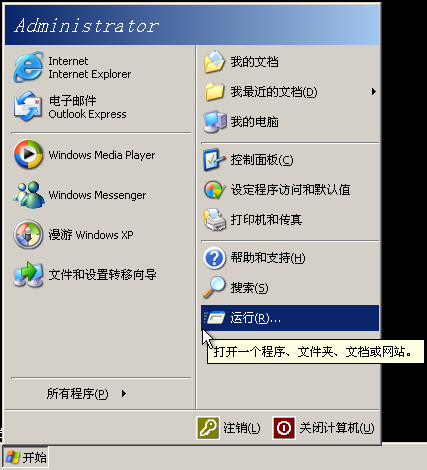 Administrator
Internet
Internet Explorer
电子邮件
Outlook Express
Windows Media Player
Windows Messenger
漫游 Windows XP
文件和设置转移向导
所有程序(P)
我的文档
我最近的文档(D)
我的电脑
控制面板(C)
设定程序访问和默认值
打印机和传真
帮助和支持(H)
搜索(S)
运行(R)...
打开一个程序、文件夹、文档或网站。
注销(L)
关闭计算机(U)
开始